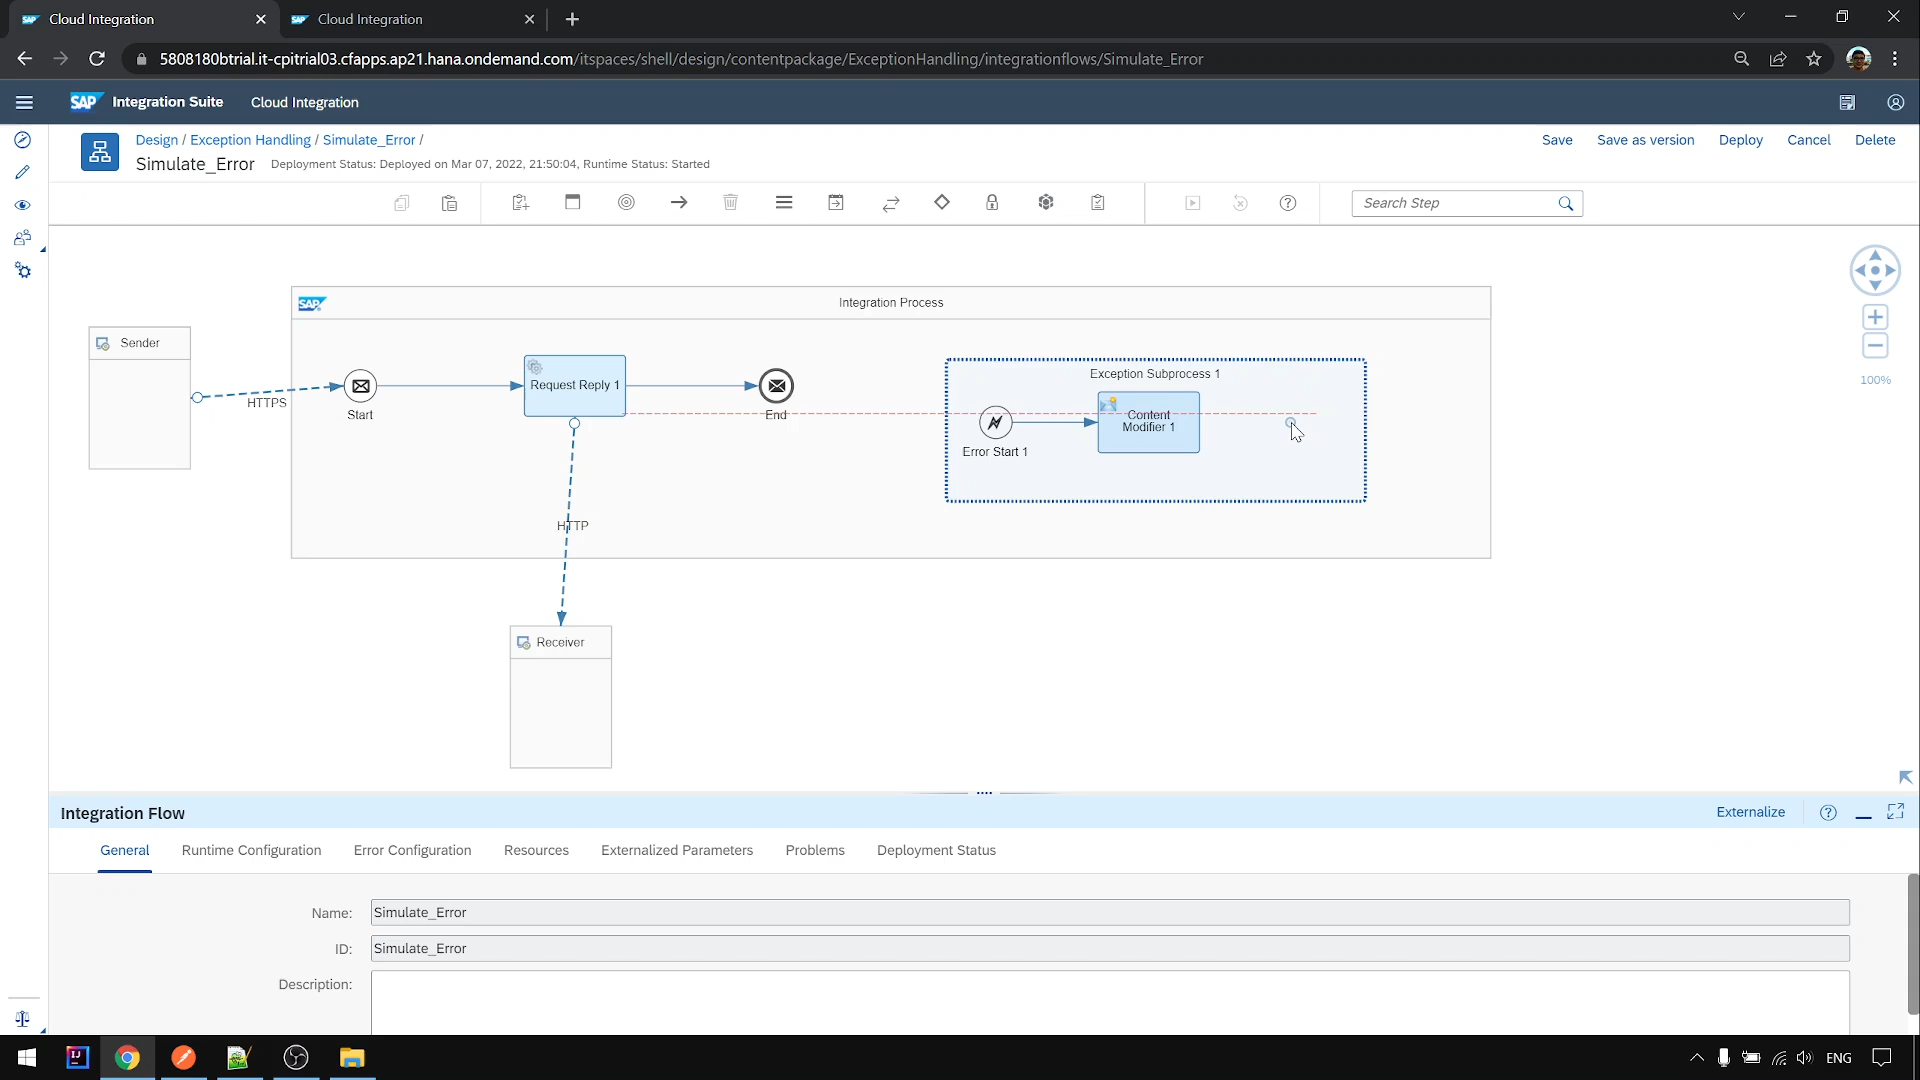 Cloud Integration
Cloud Integration
5808180btrial.it-cpitrial03.cfapps.ap21.hana.ondemand.com/itspaces/shell/design/contentpackage/ExceptionHandling/integrationflows/Simulate_Error
SAP Integration Suite Cloud Integration
Design / Exception Handling / Simulate_Error /
Save Save as version Deploy Cancel Delete
Simulate_Error Deployment Status: Deployed on Mar 07, 2022, 21:50:04, Runtime Status: Started
Search Step
SAP Integration Process
Sender
HTTPS
Start
Request Reply 1
End
Exception Subprocess 1
Error Start 1
Content
Modifier 1
HTTP
Receiver
100%
Integration Flow
Externalize
General Runtime Configuration Error Configuration Resources Externalized Parameters Problems Deployment Status
Name: Simulate_Error
ID: Simulate_Error
Description:
ENG